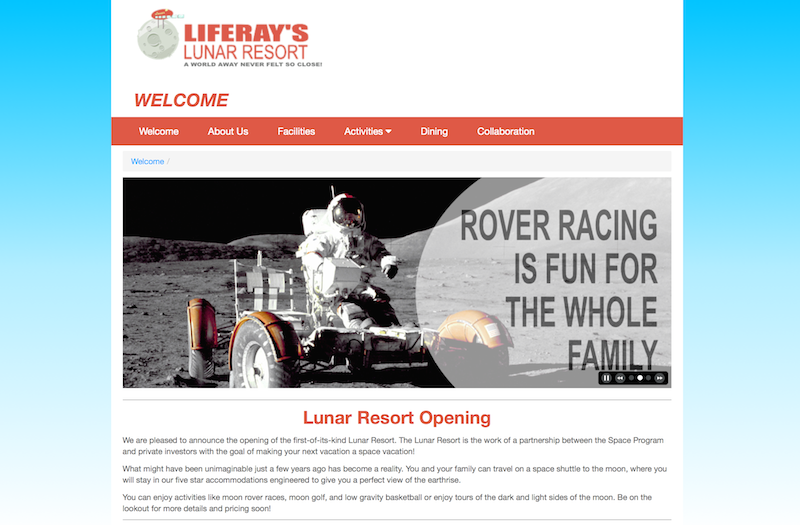 LIFERAY'S
LUNAR RESORT
A WORLD AWAY NEVER FELT SO CLOSE!
WELCOME
Welcome About Us Facilities Activities Dining Collaboration
Welcome /
ROVER RACING
IS FUN FOR
THE WHOLE
FAMILY
Lunar Resort Opening
We are pleased to announce the opening of the first-of-its-kind Lunar Resort. The Lunar Resort is the work of a partnership between the Space Program
and private investors with the goal of making your next vacation a space vacation!
What might have been unimaginable just a few years ago has become a reality. You and your family can travel on a space shuttle to the moon, where you
will stay in our five star accommodations engineered to give you a perfect view of the earthrise.
You can enjoy activities like moon rover races, moon golf, and low gravity basketball or enjoy tours of the dark and light sides of the moon. Be on the
lookout for more details and pricing soon!